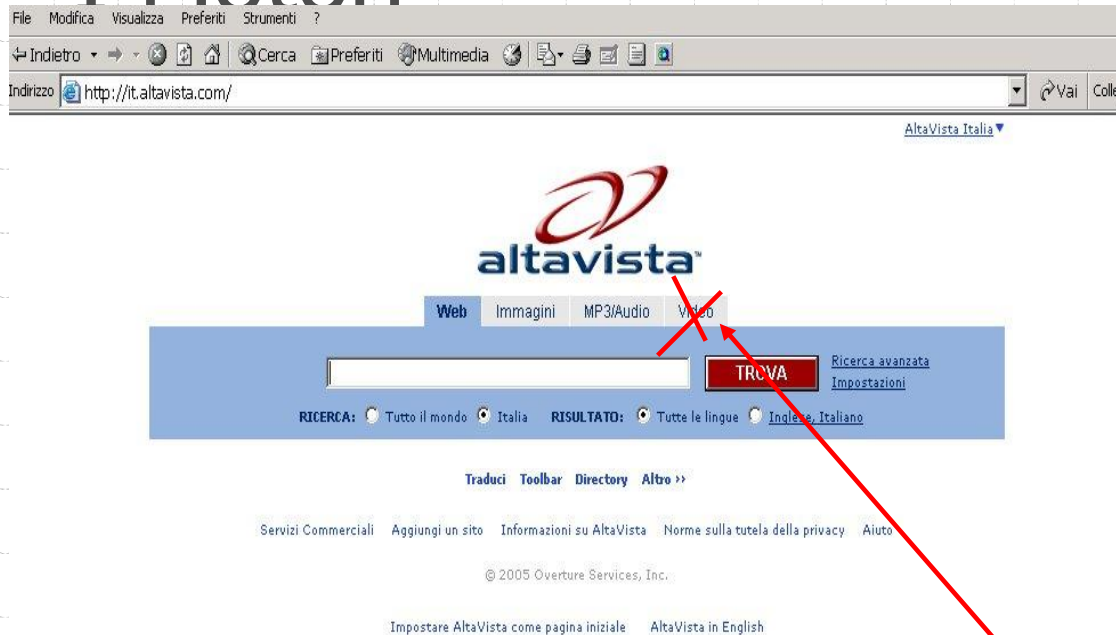 I Motori
File Modifica Visualizza Preferiti Strumenti ?
Indietro Cerca Preferiti Multimedia
Indirizzo http://it.altavista.com/ Vai Colle
AltaVista Italia
altavista™
Web Immagini MP3/Audio Video
TROVA
Ricerca avanzata
Impostazioni
RICERCA: Tutto il mondo Italia RISULTATO: Tutte le lingue Inglese, Italiano
Traduci Toolbar Directory Altro >>
Servizi Commerciali Aggiungi un sito Informazioni su AltaVista Norme sulla tutela della privacy Aiuto
© 2005 Overture Services, Inc.
Impostare AltaVista come pagina iniziale AltaVista in English